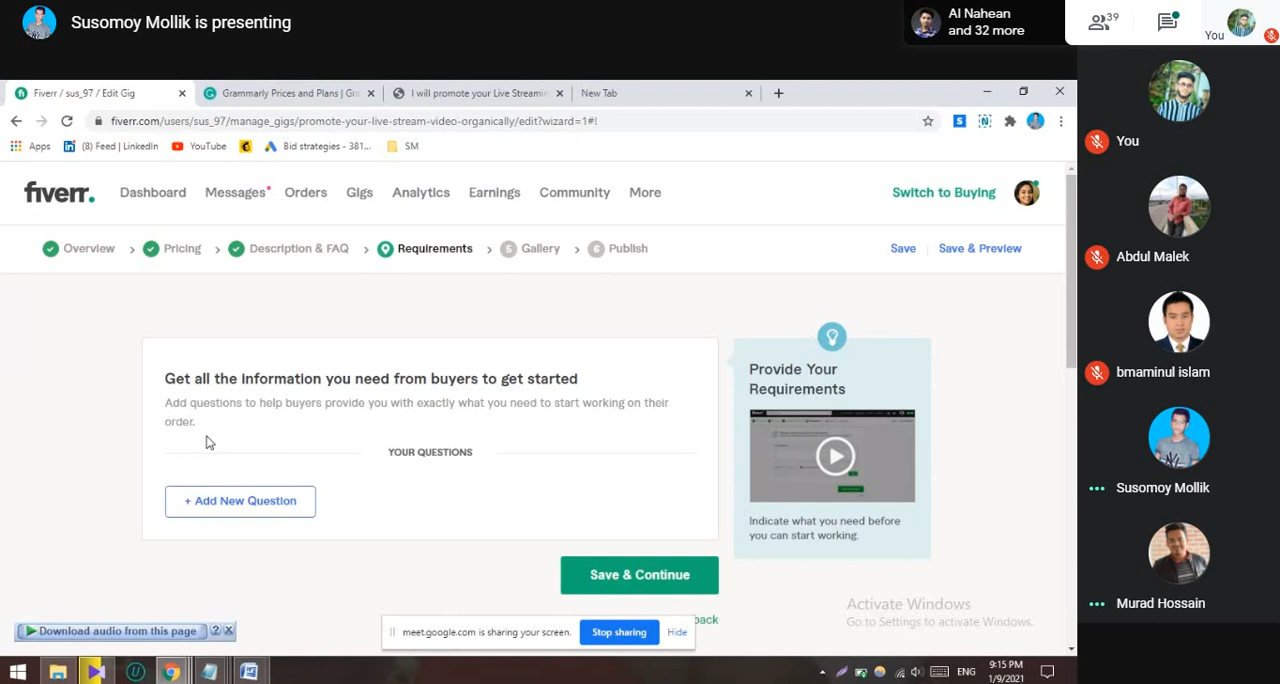 Susomoy Mollik is presenting
Al Nahean
and 32 more
39
You
Fiverr / sus_97 / Edit Gig
Grammarly Prices and Plans | Gra
I will promote your Live Streamin
New Tab
fiverr.com/users/sus_97/manage_gigs/promote-your-live-stream-video-organically/edit?wizard=1#!
Apps
(8) Feed | LinkedIn
YouTube
Bid strategies - 381...
SM
fiverr.
Dashboard
Messages
Orders
Gigs
Analytics
Earnings
Community
More
Switch to Buying
Overview
Pricing
Description & FAQ
Requirements
5 Gallery
6 Publish
Save
Save & Preview
Get all the information you need from buyers to get started
Add questions to help buyers provide you with exactly what you need to start working on their
order.
YOUR QUESTIONS
+ Add New Question
Provide Your
Requirements
Indicate what you need before
you can start working.
Save & Continue
back
Activate Windows
Go to Settings to activate Windows.
Download audio from this page
meet.google.com is sharing your screen.
Stop sharing
Hide
ENG
9:15 PM
1/9/2021
You
Abdul Malek
bmaminul islam
Susomoy Mollik
Murad Hossain